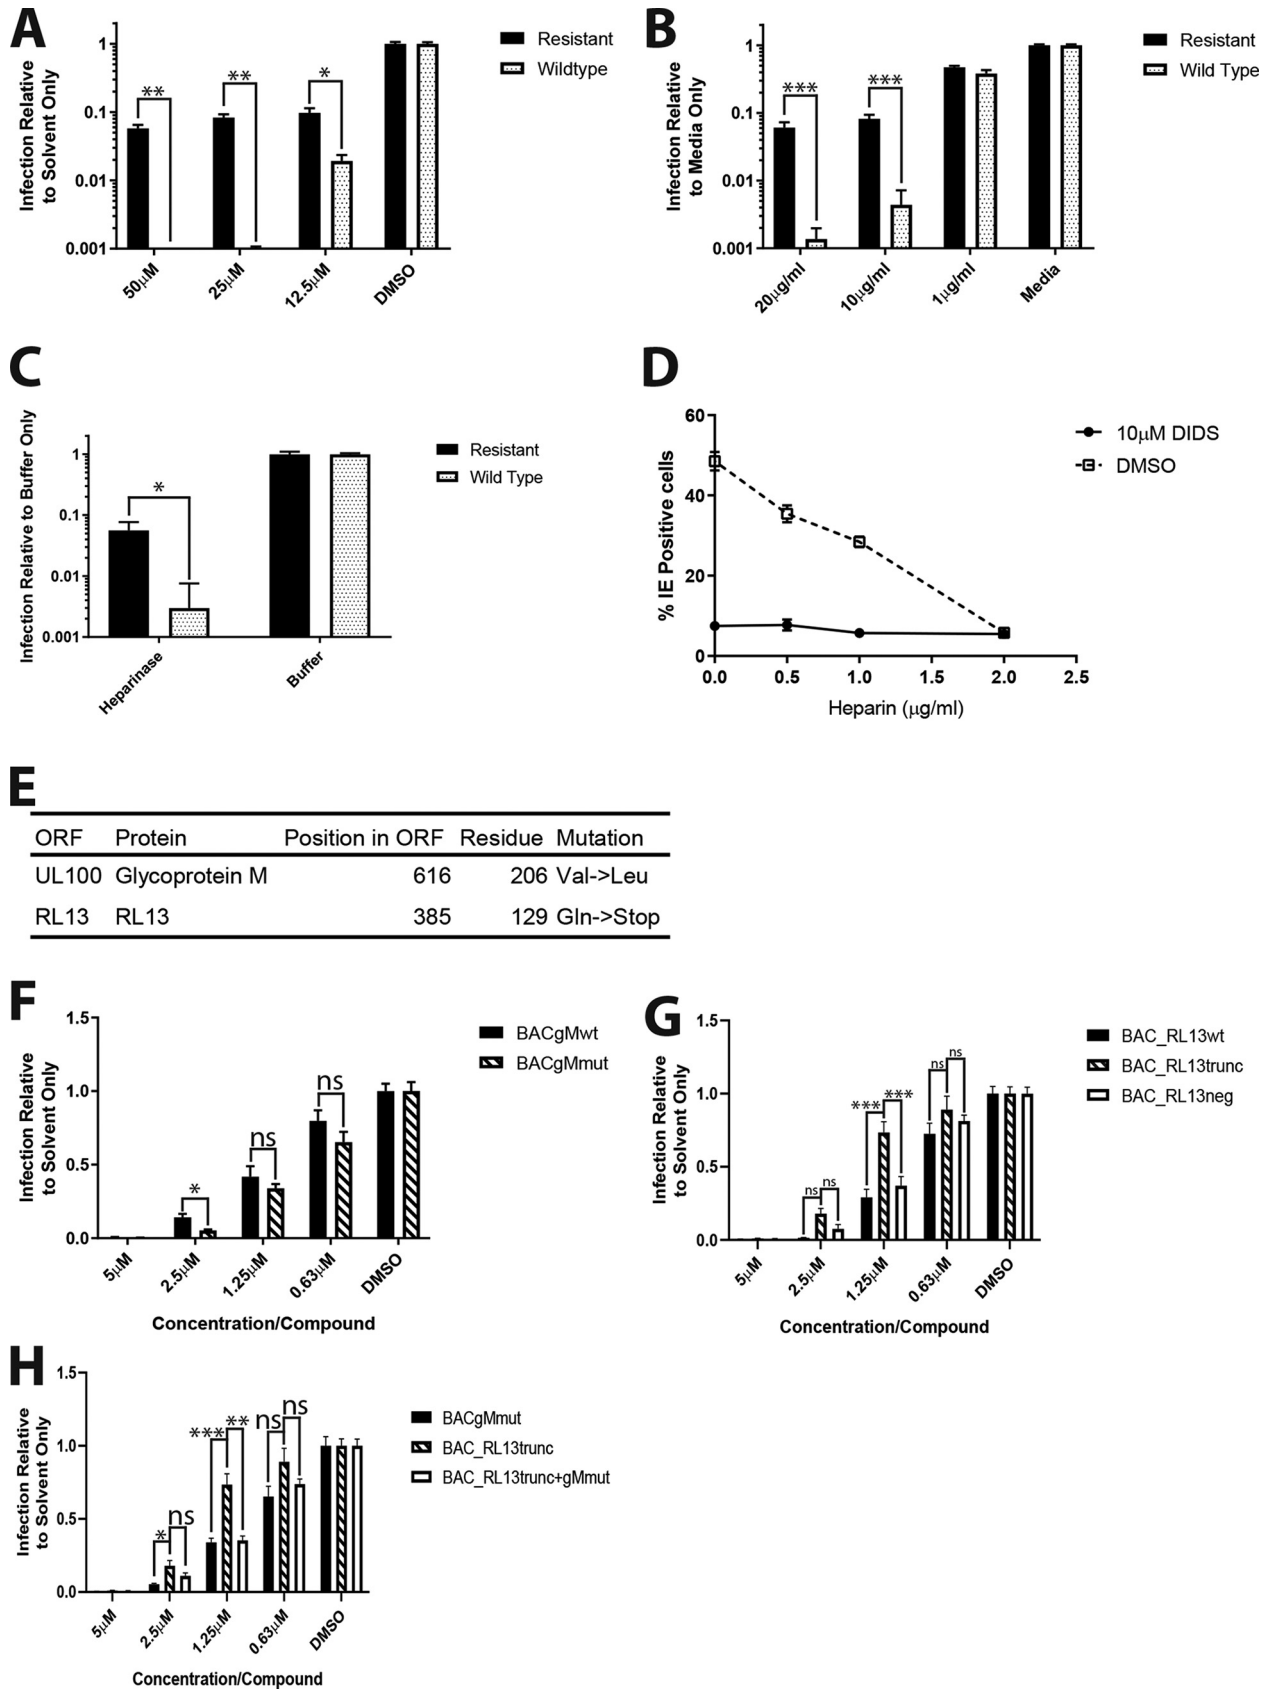 A
Infection Relative
to Solvent Only
1
0.1
0.01
0.001
**
**
*
50µM
25µM
12.5µM
DMSO
Resistant
Wildtype
B
Infection Relative
to Media Only
1
0.1
0.01
0.001
***
***
20µg/ml
10µg/ml
1µg/ml
Media
Resistant
Wild Type
C
Infection Relative to Buffer Only
1
0.1
0.01
0.001
*
Heparinase
Buffer
Resistant
Wild Type
D
% IE Positive cells
60
40
20
0
0.0 0.5 1.0 1.5 2.0 2.5
Heparin (µg/ml)
10µM DIDS
DMSO
E
ORF Protein Position in ORF Residue Mutation
UL100 Glycoprotein M 616 206 Val->Leu
RL13 RL13 385 129 Gln->Stop
F
Infection Relative
to Solvent Only
1.5
1.0
0.5
0.0
*
ns
ns
5µM
2.5µM
1.25µM
0.63µM
DMSO
Concentration/Compound
BACgMwt
BACgMmut
G
Infection Relative
to Solvent Only
1.5
1.0
0.5
0.0
ns ns
*** ***
ns ns
5µM
2.5µM
1.25µM
0.63µM
DMSO
Concentration/Compound
BAC_RL13wt
BAC_RL13trunc
BAC_RL13neg
H
Infection Relative
to Solvent Only
1.5
1.0
0.5
0.0
* ns
*** **
ns ns
5µM
2.5µM
1.25µM
0.63µM
DMSO
Concentration/Compound
BACgMmut
BAC_RL13trunc
BAC_RL13trunc+gMmut